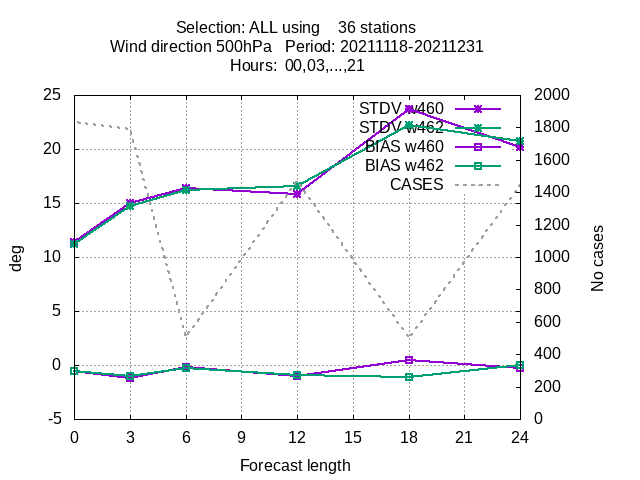 Selection: ALL using    36 stations
Wind direction 500hPa   Period: 20211118-20211231
Hours:  00,03,...,21
STDV w460
STDV w462
BIAS w460
BIAS w462
CASES
25
20
15
10
5
0
-5
deg
2000
1800
1600
1400
1200
1000
800
600
400
200
0
No cases
0 3 6 9 12 15 18 21 24
Forecast length